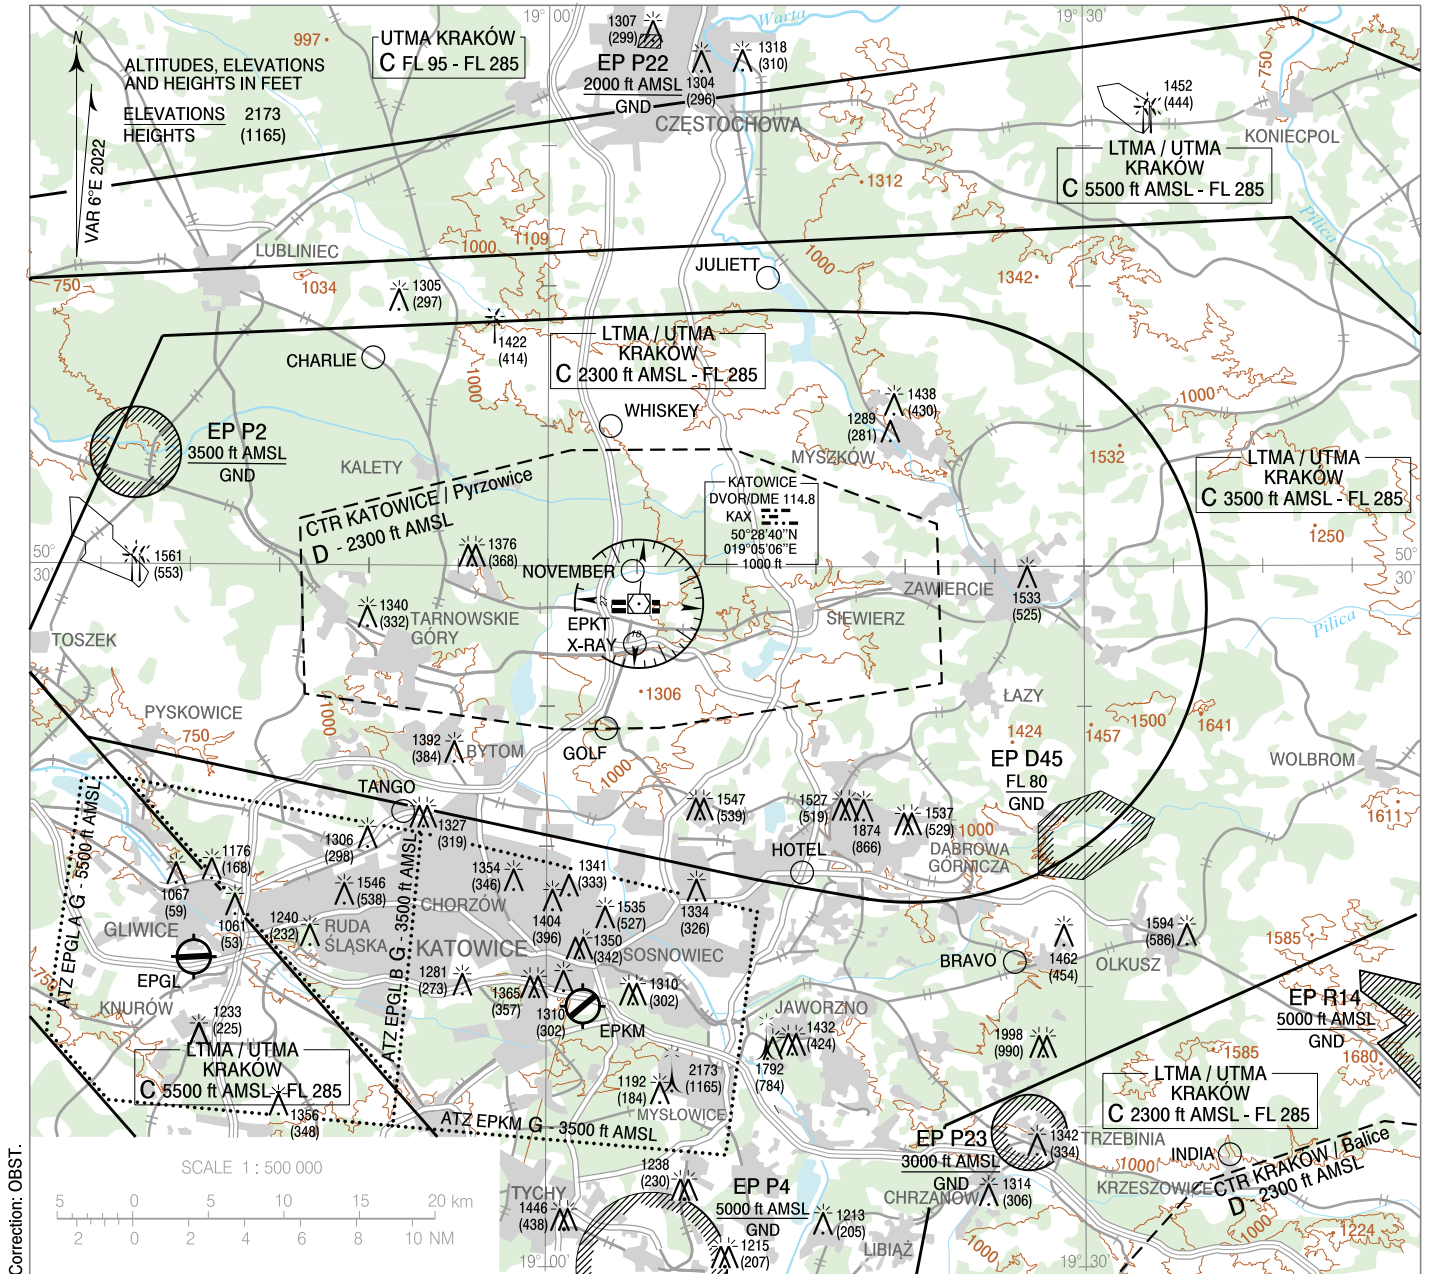 19° 00'
19° 30'
N
VAR 6°E 2022
997
ALTITUDES, ELEVATIONS
AND HEIGHTS IN FEET
ELEVATIONS 2173
HEIGHTS (1165)
UTMA KRAKÓW
C FL 95 - FL 285
1307
(299)
EP P22
2000 ft AMSL
GND
1304
(296)
1318
(310)
Warta
CZĘSTOCHOWA
1452
(444)
750
KONIECPOL
LTMA / UTMA
KRAKÓW
C 5500 ft AMSL - FL 285
1312
Pilica
LUBLINIEC
1000
1109
750
1034
1305
(297)
JULIETT
1000
1342
1422
(414)
CHARLIE
1000
LTMA / UTMA
KRAKÓW
C 2300 ft AMSL - FL 285
WHISKEY
1438
(430)
1289
(281)
MYSZKÓW
1000
1532
EP P2
3500 ft AMSL
GND
KALETY
LTMA / UTMA
KRAKÓW
C 3500 ft AMSL - FL 285
1250
CTR KATOWICE / Pyrzowice
D - 2300 ft AMSL
KATOWICE
DVOR/DME 114.8
KAX
50°28'40''N
019°05'06''E
1000 ft
50°
30'
50°
30'
1561
(553)
1376
(368)
NOVEMBER
27
EPKT
X-RAY
18
1340
(332)
TARNOWSKIE
GÓRY
ZAWIERCIE
SIEWIERZ
1533
(525)
Pilica
TOSZEK
1306
ŁAZY
PYSKOWICE
750
1000
1392
(384)
BYTOM
GOLF
1000
1424
1457
1500
1641
EP D45
FL 80
GND
WOLBROM
1611
TANGO
1327
(319)
1306
(298)
1547
(539)
1527
(519)
1874
(866)
1537
(529)
1000
DĄBROWA
GÓRNICZA
HOTEL
ATZ EPGL A G - 5500 ft AMSL
ATZ EPGL B G - 3500 ft AMSL
1176
(168)
1067
(59)
1061
(53)
1546
(538)
1240
(232)
RUDA
ŚLĄSKA
GLIWICE
EPGL
1354
(346)
1341
(333)
CHORZÓW
1404
(396)
1535
(527)
1334
(326)
KATOWICE
1350
(342)
SOSNOWIEC
1281
(273)
1365
(357)
1310
(302)
EPKM
1310
(302)
BRAVO
1462
(454)
1594
(586)
OLKUSZ
1585
750
KNURÓW
1233
(225)
LTMA / UTMA
KRAKÓW
C 5500 ft AMSL - FL 285
1356
(348)
JAWORZNO
1432
(424)
1792
(784)
1998
(990)
EP R14
5000 ft AMSL
GND
1585
1680
2173
(1165)
1192
(184)
MYSŁOWICE
ATZ EPKM G - 3500 ft AMSL
LTMA / UTMA
KRAKÓW
C 2300 ft AMSL - FL 285
EP P23
3000 ft AMSL
GND
1342
(334)
TRZEBINIA
1314
(306)
CHRZANÓW
INDIA
1000
KRZESZOWICE
CTR KRAKÓW / Balice
D - 2300 ft AMSL
1000
1224
1000
Correction: OBST.
SCALE 1 : 500 000
5 0 5 10 15 20 km
2 0 2 4 6 8 10 NM
TYCHY
1446
(438)
1238
(230)
EP P4
5000 ft AMSL
GND
1215
(207)
1213
(205)
LIBIĄŻ
19° 00'
19° 30'